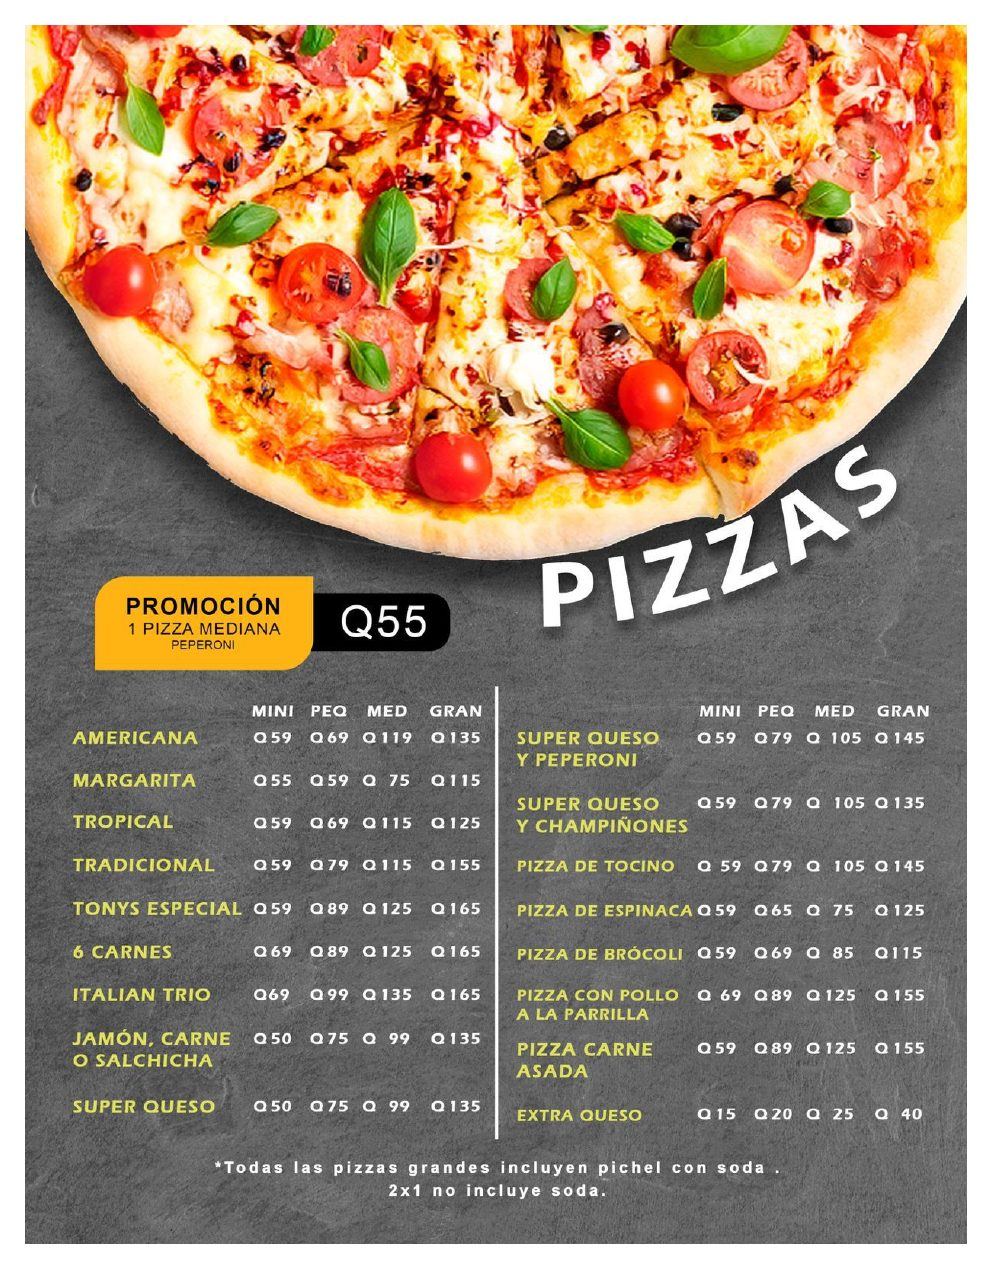 PIZZAS
PROMOCIÓN
1 PIZZA MEDIANA
PEPERONI
Q55
MINI PEQ MED GRAN
AMERICANA Q59 Q69 Q119 Q135
MARGARITA Q55 Q59 Q 75 Q115
TROPICAL Q59 Q69 Q115 Q125
TRADICIONAL Q59 Q79 Q115 Q155
TONYS ESPECIAL Q59 Q89 Q125 Q165
6 CARNES Q69 Q89 Q125 Q165
ITALIAN TRIO Q69 Q99 Q135 Q165
JAMÓN, CARNE Q50 Q75 Q 99 Q135
O SALCHICHA
SUPER QUESO Q50 Q75 Q 99 Q135
MINI PEQ MED GRAN
SUPER QUESO Q59 Q79 Q 105 Q145
Y PEPERONI
SUPER QUESO Q59 Q79 Q 105 Q135
Y CHAMPIÑONES
PIZZA DE TOCINO Q 59 Q79 Q 105 Q145
PIZZA DE ESPINACA Q59 Q65 Q 75 Q125
PIZZA DE BRÓCOLI Q59 Q69 Q 85 Q115
PIZZA CON POLLO Q 69 Q89 Q125 Q155
A LA PARRILLA
PIZZA CARNE Q59 Q89 Q125 Q155
ASADA
EXTRA QUESO Q15 Q20 Q 25 Q 40
*Todas las pizzas grandes incluyen pichel con soda .
2x1 no incluye soda.